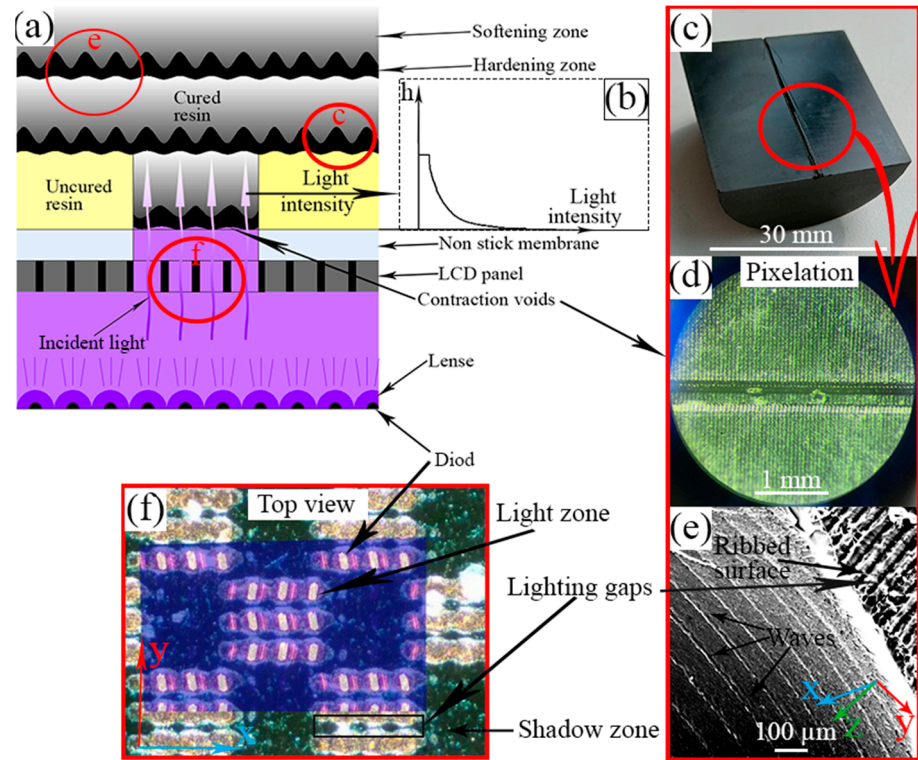 (a)
e
Softening zone
Hardening zone
Cured
resin
c
Uncured
resin
Light
intensity
h
(b)
Light
intensity
Non stick membrane
f
LCD panel
Contraction voids
Incident light
Lense
Diod
(c)
30 mm
(d)
Pixelation
1 mm
(e)
Ribbed
surface
Waves
x
z
y
100 µm
(f)
Top view
Light zone
Lighting gaps
y
x
Shadow zone